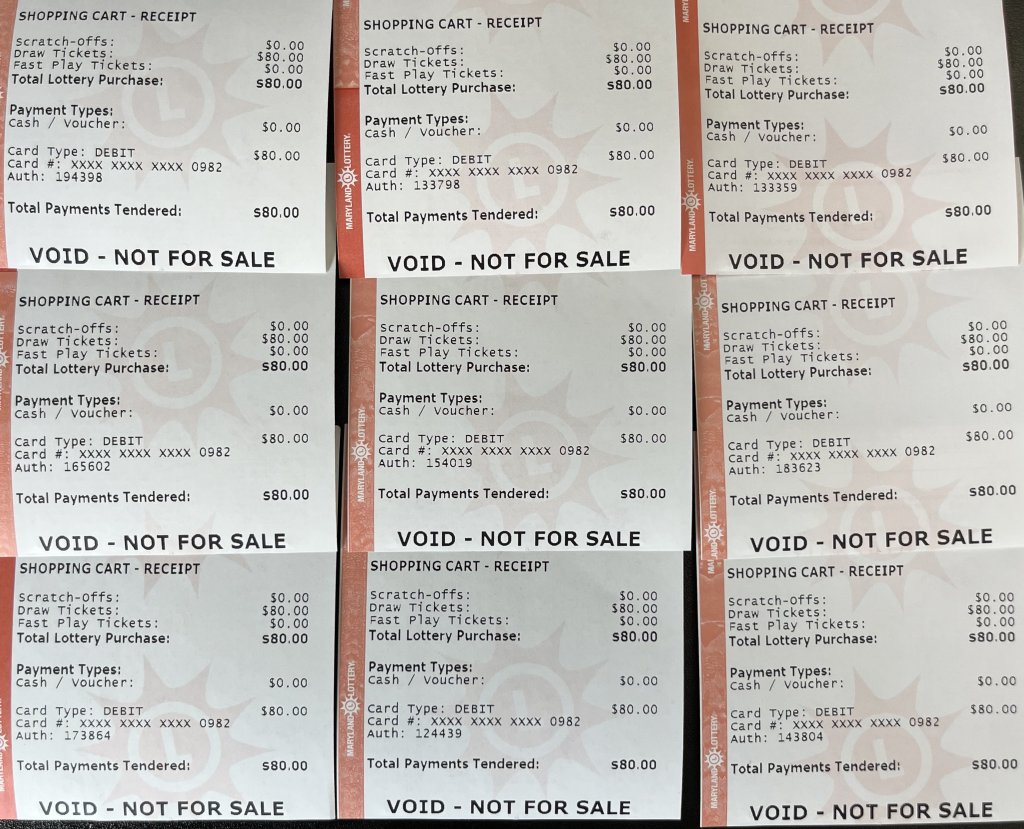 SHOPPING CART - RECEIPT
Scratch-Offs: $0.00
Draw Tickets: $80.00
Fast Play Tickets: $0.00
Total Lottery Purchase: $80.00
Payment Types:
Cash / Voucher: $0.00
Card Type: DEBIT $80.00
Card #: XXXX XXXX XXXX 0982
Auth: 194398
Total Payments Tendered: $80.00
VOID - NOT FOR SALE
SHOPPING CART - RECEIPT
Scratch-Offs: $0.00
Draw Tickets: $80.00
Fast Play Tickets: $0.00
Total Lottery Purchase: $80.00
Payment Types:
Cash / Voucher: $0.00
Card Type: DEBIT $80.00
Card #: XXXX XXXX XXXX 0982
Auth: 133798
Total Payments Tendered: $80.00
VOID - NOT FOR SALE
MARYLAND LOTTERY.
SHOPPING CART - RECEIPT
Scratch-Offs: $0.00
Draw Tickets: $80.00
Fast Play Tickets: $0.00
Total Lottery Purchase: $80.00
Payment Types:
Cash / Voucher: $0.00
Card Type: DEBIT $80.00
Card #: XXXX XXXX XXXX 0982
Auth: 133359
Total Payments Tendered: $80.00
VOID - NOT FOR SALE
MARYLAND LOTTERY.
SHOPPING CART - RECEIPT
Scratch-Offs: $0.00
Draw Tickets: $80.00
Fast Play Tickets: $0.00
Total Lottery Purchase: $80.00
Payment Types:
Cash / Voucher: $0.00
Card Type: DEBIT $80.00
Card #: XXXX XXXX XXXX 0982
Auth: 165602
Total Payments Tendered: $80.00
VOID - NOT FOR SALE
SHOPPING CART - RECEIPT
Scratch-Offs: $0.00
Draw Tickets: $80.00
Fast Play Tickets: $0.00
Total Lottery Purchase: $80.00
Payment Types:
Cash / Voucher: $0.00
Card Type: DEBIT $80.00
Card #: XXXX XXXX XXXX 0982
Auth: 154019
Total Payments Tendered: $80.00
VOID - NOT FOR SALE
MARYLAND LOTTERY.
SHOPPING CART - RECEIPT
Scratch-Offs: $0.00
Draw Tickets: $80.00
Fast Play Tickets: $0.00
Total Lottery Purchase: $80.00
Payment Types:
Cash / Voucher: $0.00
Card Type: DEBIT $80.00
Card #: XXXX XXXX XXXX 0982
Auth: 183623
Total Payments Tendered: $80.00
VOID - NOT FOR SALE
MARYLAND LOTTERY.
SHOPPING CART - RECEIPT
Scratch-Offs: $0.00
Draw Tickets: $80.00
Fast Play Tickets: $0.00
Total Lottery Purchase: $80.00
Payment Types:
Cash / Voucher: $0.00
Card Type: DEBIT $80.00
Card #: XXXX XXXX XXXX 0982
Auth: 173864
Total Payments Tendered: $80.00
VOID - NOT FOR SALE
SHOPPING CART - RECEIPT
Scratch-Offs: $0.00
Draw Tickets: $80.00
Fast Play Tickets: $0.00
Total Lottery Purchase: $80.00
Payment Types:
Cash / Voucher: $0.00
Card Type: DEBIT $80.00
Card #: XXXX XXXX XXXX 0982
Auth: 124439
Total Payments Tendered: $80.00
VOID - NOT FOR SALE
MARYLAND LOTTERY.
SHOPPING CART - RECEIPT
Scratch-Offs: $0.00
Draw Tickets: $80.00
Fast Play Tickets: $0.00
Total Lottery Purchase: $80.00
Payment Types:
Cash / Voucher: $0.00
Card Type: DEBIT $80.00
Card #: XXXX XXXX XXXX 0982
Auth: 143804
Total Payments Tendered: $80.00
VOID - NOT FOR SALE
MARYLAND LOTTERY.